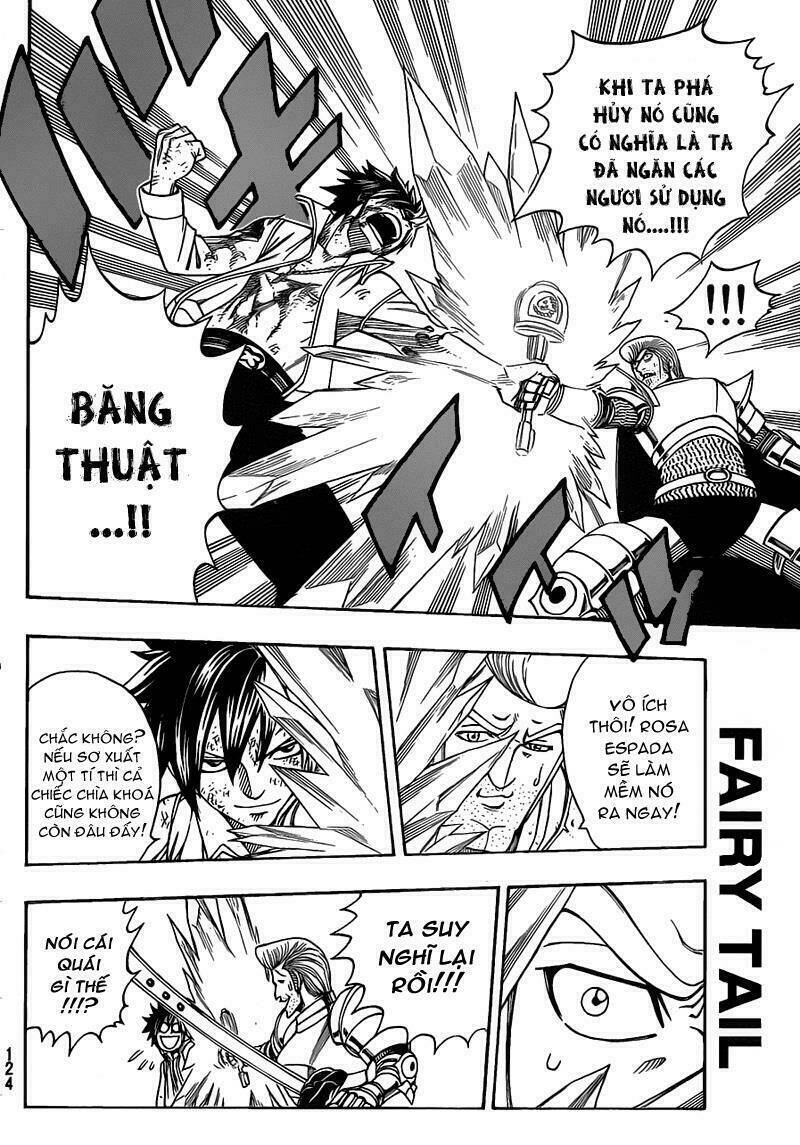 KHI TA PHÁ
HỦY NÓ CŨNG
CÓ NGHĨA LÀ TA
ĐÃ NGĂN CÁC
NGƯƠI SỬ DỤNG
NÓ....!!!
!!!
BĂNG
THUẬT
...!!
VÔ ÍCH
THÔI! ROSA
ESPADA
SẼ LÀM
MỀM NÓ
RA NGAY!
CHẮC KHÔNG?
NẾU SƠ XUẤT
MỘT TÍ THÌ CẢ
CHIẾC CHÌA KHOÁ
CŨNG KHÔNG
CÒN ĐÂU ĐẤY!
FAIRY TAIL
TA SUY
NGHĨ LẠI
RỒI!!!
NÓI CÁI
QUÁI
GÌ THẾ
!!!?
124